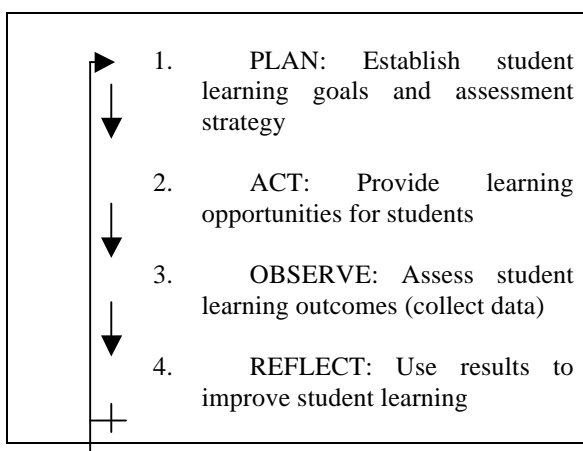 1. PLAN: Establish student
learning goals and assessment
strategy
2. ACT: Provide learning
opportunities for students
3. OBSERVE: Assess student
learning outcomes (collect data)
4. REFLECT: Use results to
improve student learning